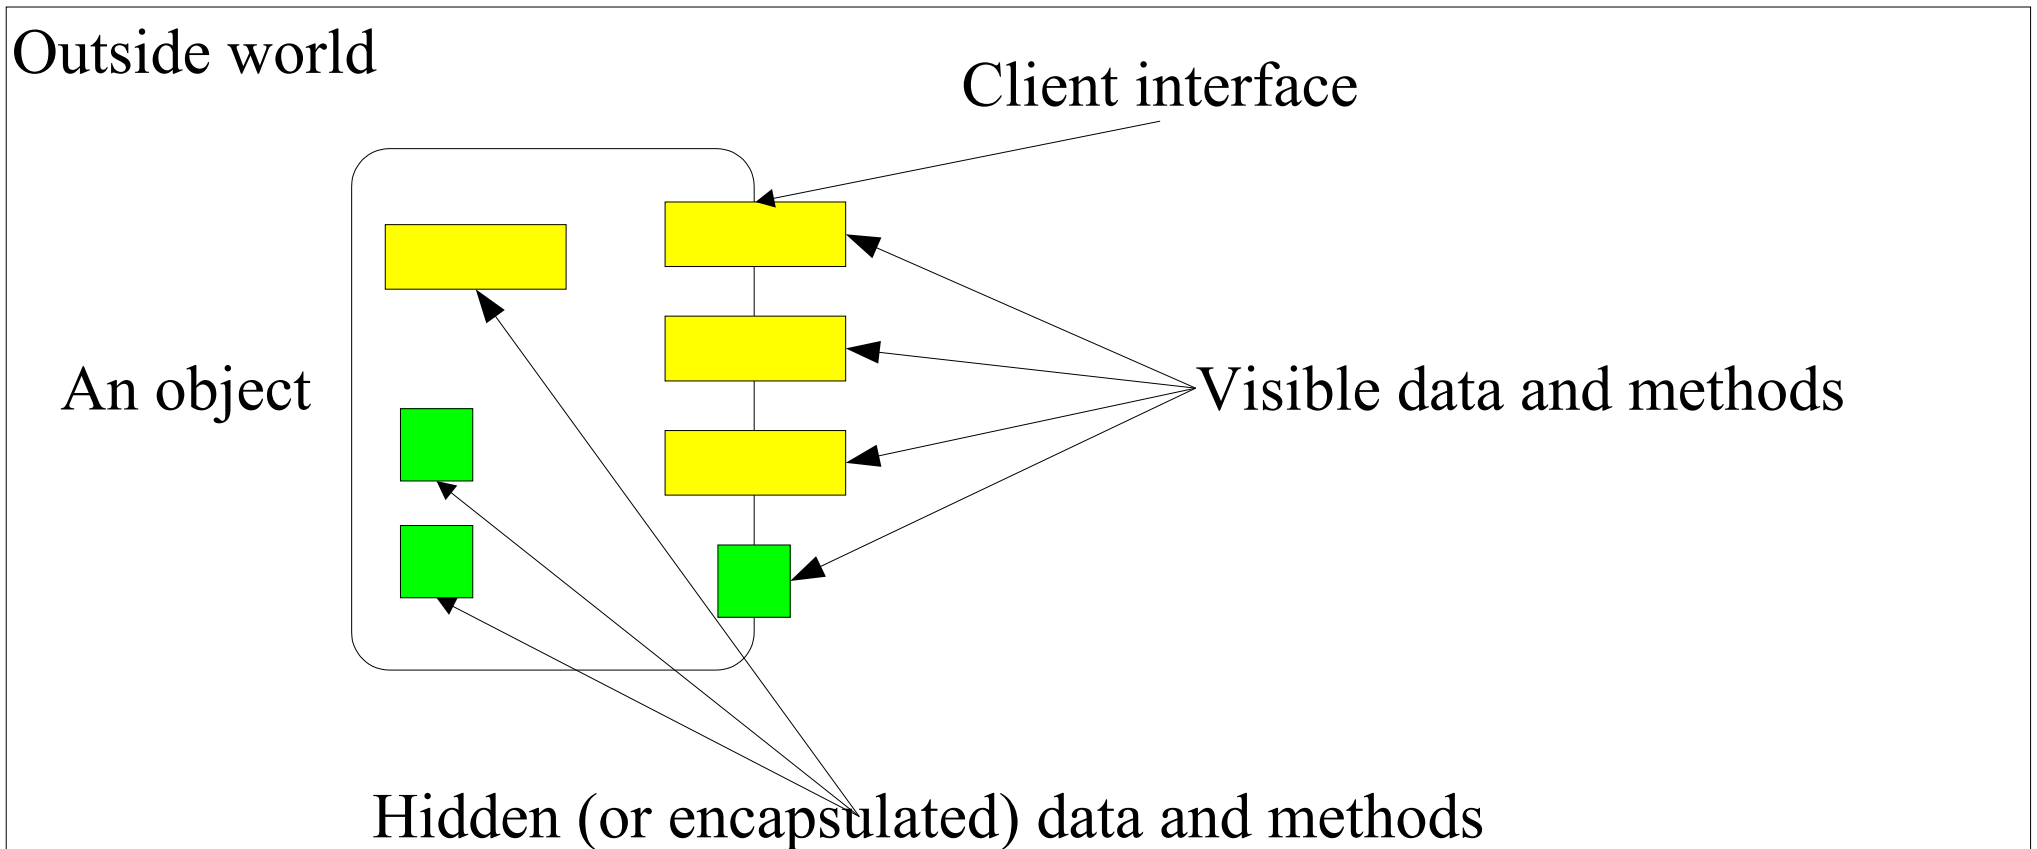 Outside world
Client interface
An object
Visible data and methods
Hidden (or encapsulated) data and methods